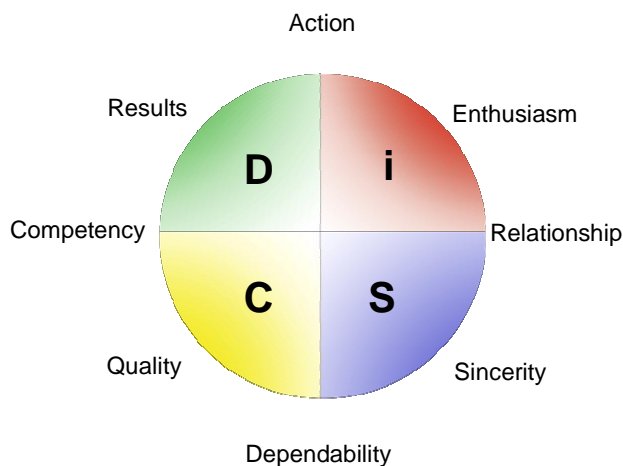 Action
Results
Enthusiasm
D
i
Competency
Relationship
C
S
Quality
Sincerity
Dependability